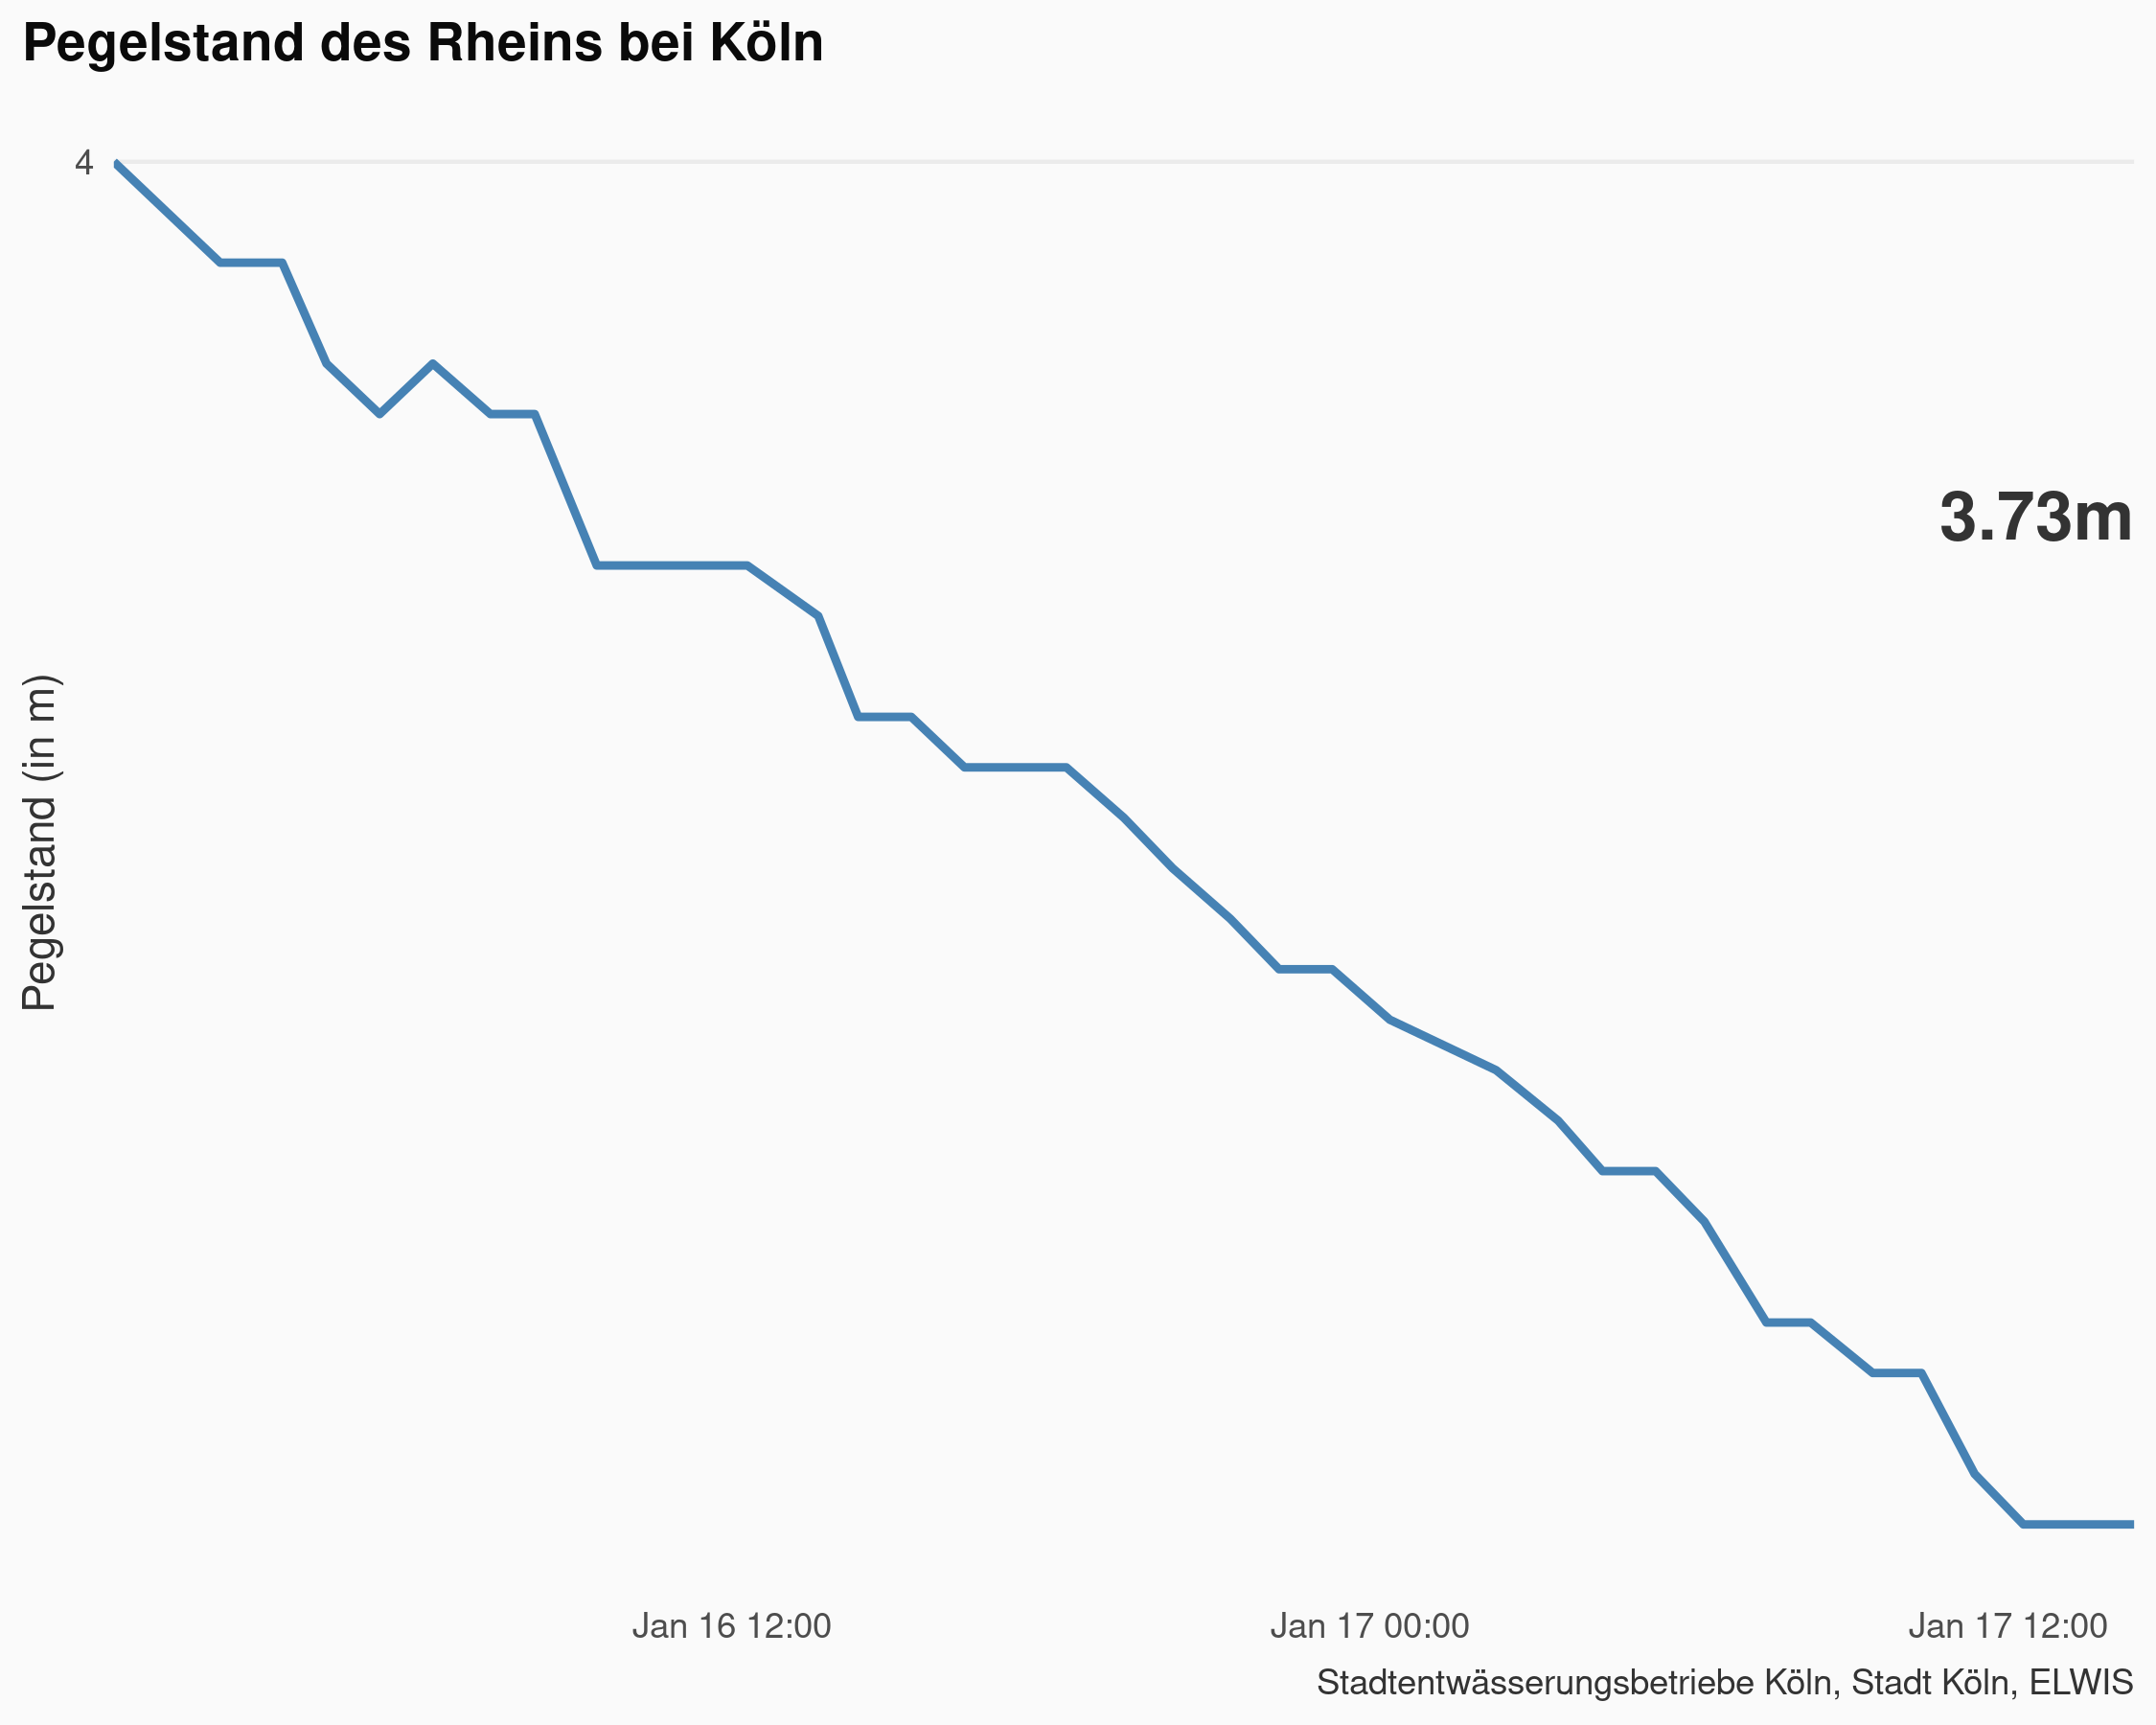 Pegelstand des Rheins bei Köln
4
3.73m
Pegelstand (in m)
Jan 16 12:00
Jan 17 00:00
Jan 17 12:00
Stadtentwässerungsbetriebe Köln, Stadt Köln, ELWIS